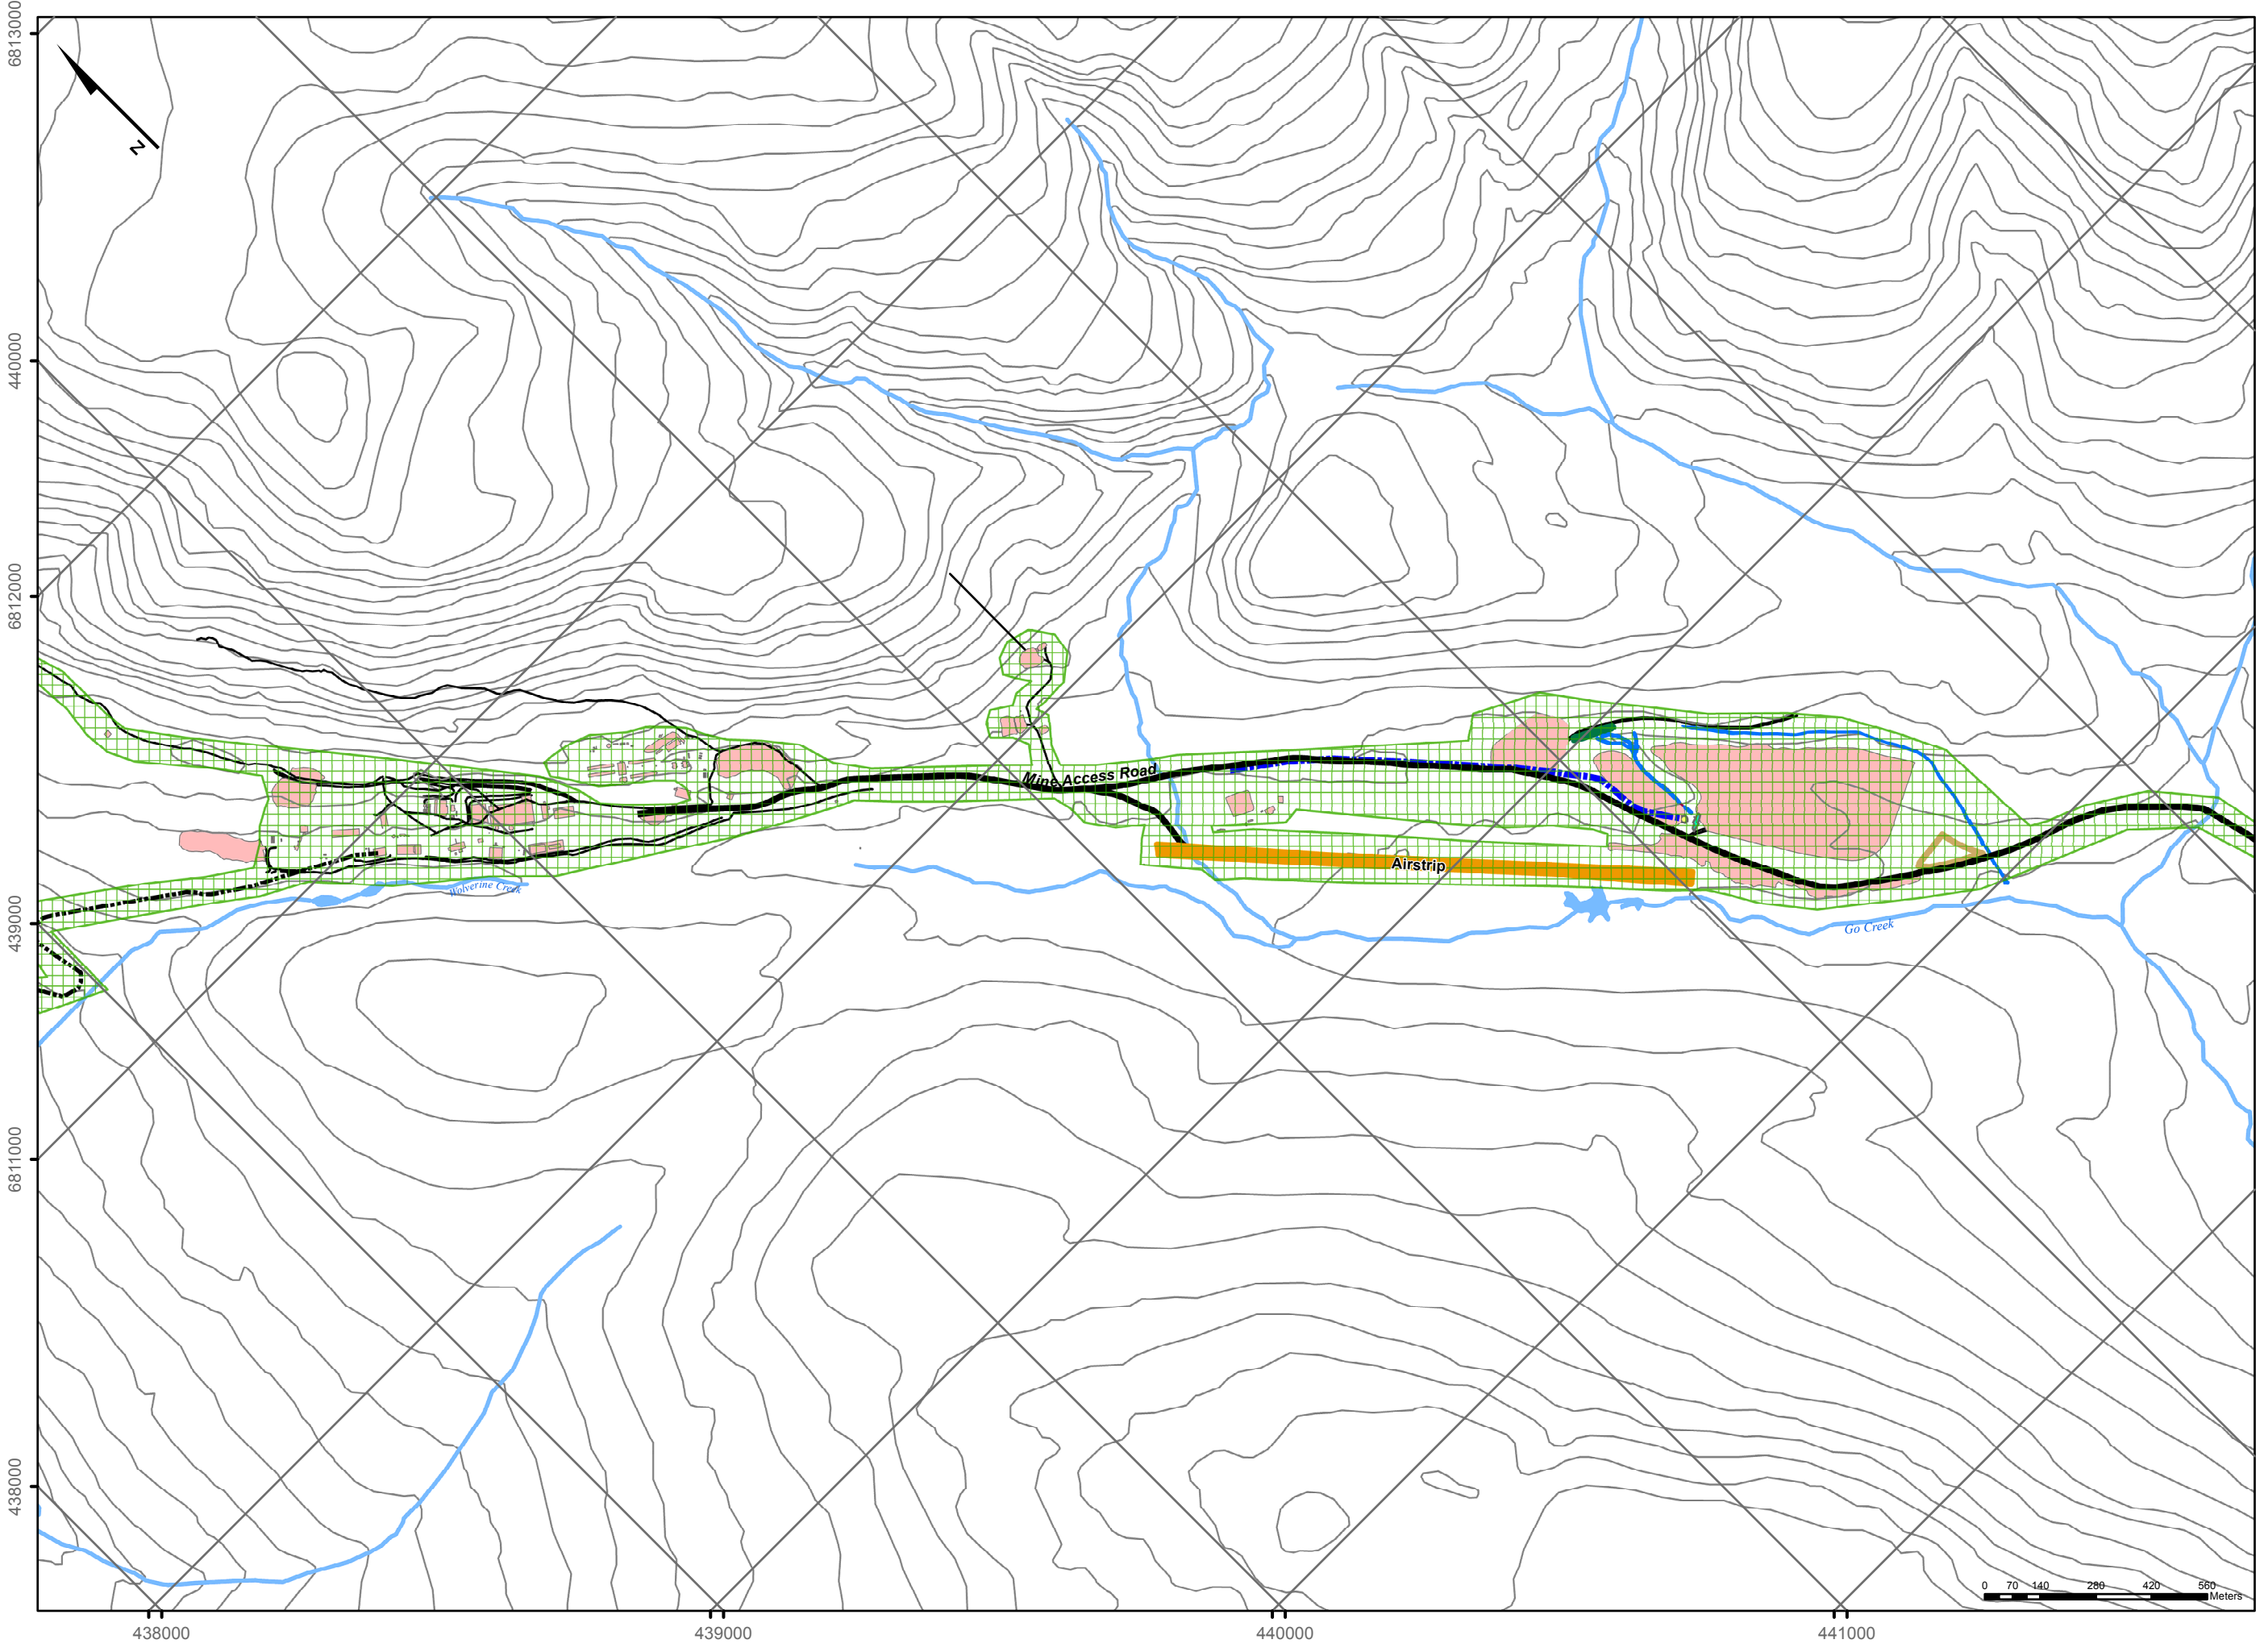 6813000
N
440000
6812000
Mine Access Road
Airstrip
Wolverine Creek
439000
Go Creek
6811000
438000
0 70 140 280 420 560
Meters
438000 439000 440000 441000